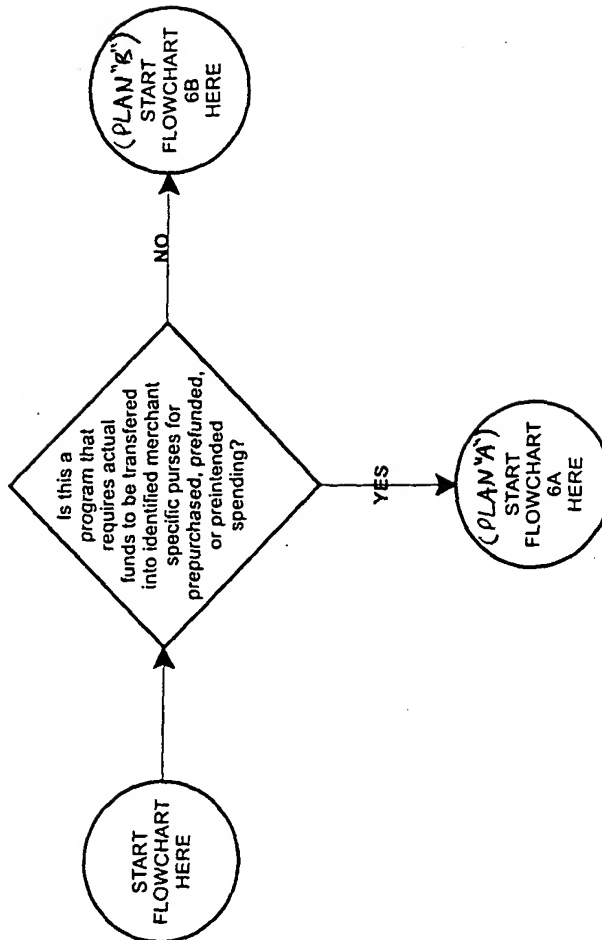 START
FLOWCHART
HERE
Is this a
program that
requires actual
funds to be transfered
into identified merchant
specific purses for
prepurchased, prefunded,
or preintended
spending?
NO
(PLAN "B")
START
FLOWCHART
6B
HERE
YES
(PLAN "A")
START
FLOWCHART
6A
HERE